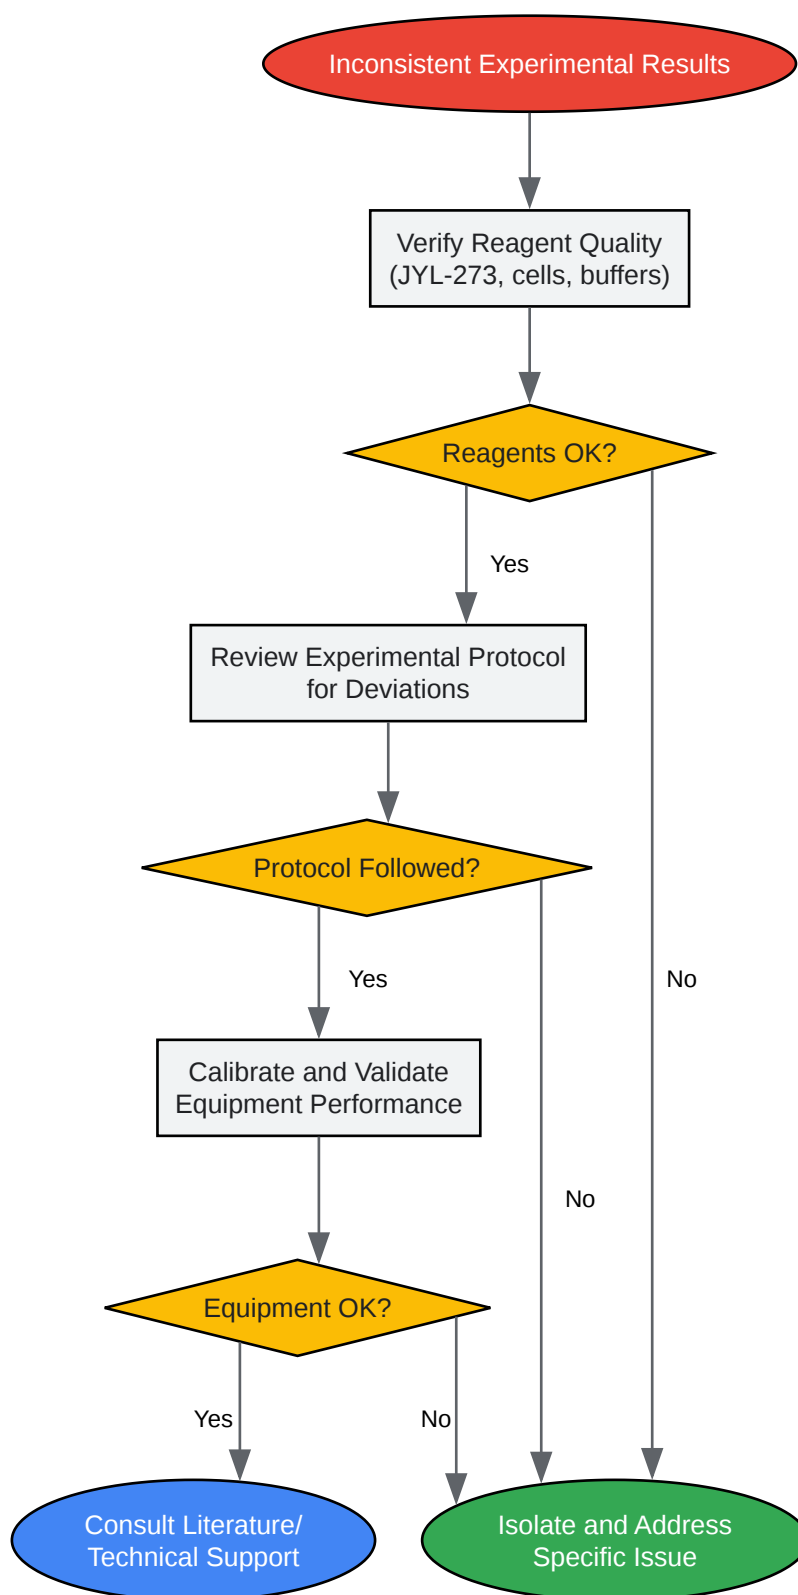 Inconsistent Experimental Results
Verify Reagent Quality
(JYL-273, cells, buffers)
Reagents OK?
Yes
Review Experimental Protocol
for Deviations
Protocol Followed?
Yes
No
Calibrate and Validate
Equipment Performance
No
Equipment OK?
Yes
No
Consult Literature/
Technical Support
Isolate and Address
Specific Issue